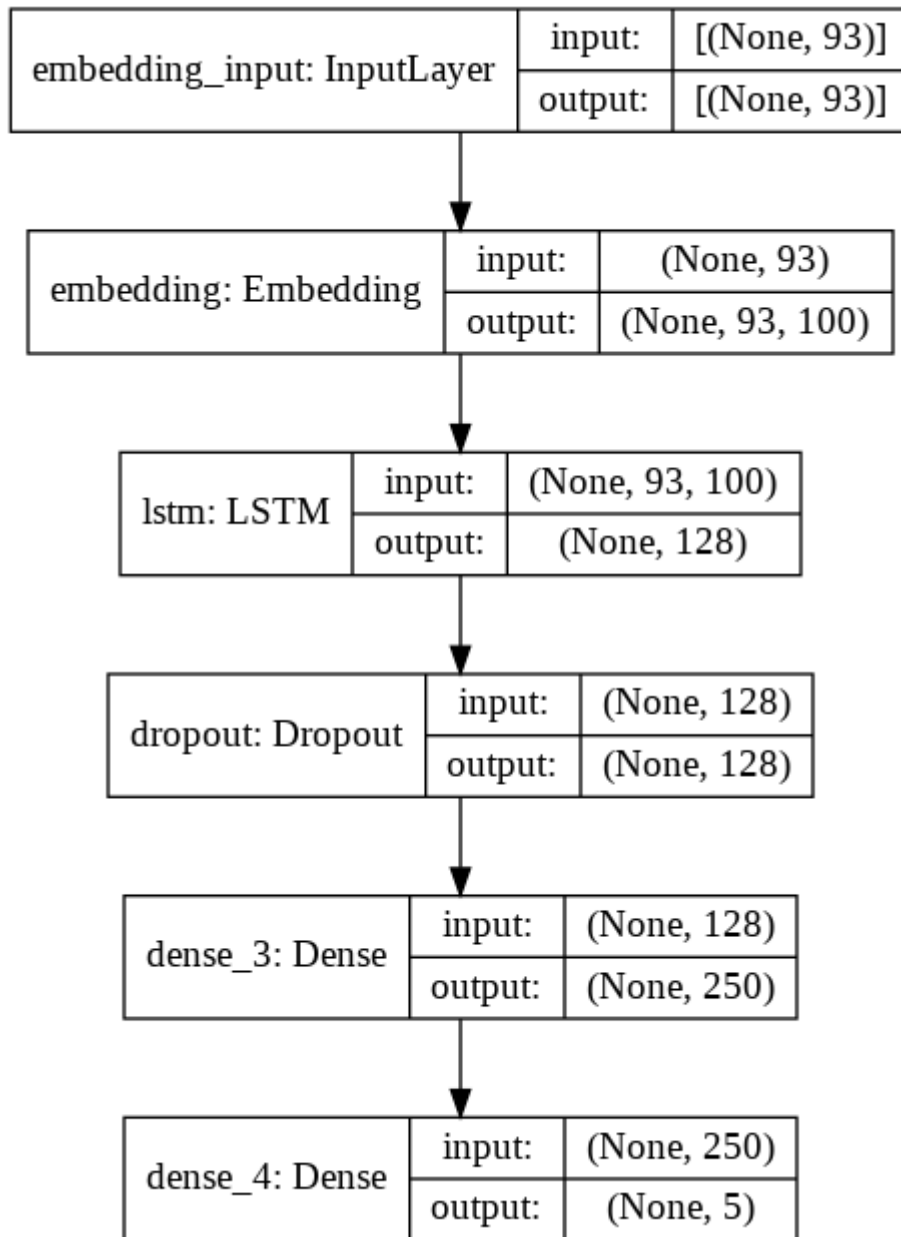 embedding_input: InputLayer
input: [(None, 93)]
output: [(None, 93)]
embedding: Embedding
input: (None, 93)
output: (None, 93, 100)
lstm: LSTM
input: (None, 93, 100)
output: (None, 128)
dropout: Dropout
input: (None, 128)
output: (None, 128)
dense_3: Dense
input: (None, 128)
output: (None, 250)
dense_4: Dense
input: (None, 250)
output: (None, 5)